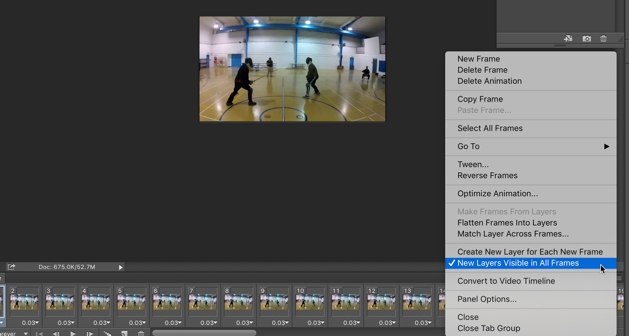 New Frame
Delete Frame
Delete Animation
Copy Frame
Paste Frame...
Select All Frames
Go To
Tween...
Reverse Frames
Optimize Animation...
Make Frames From Layers
Flatten Frames Into Layers
Match Layer Across Frames...
Create New Layer for Each New Frame
New Layers Visible in All Frames
Convert to Video Timeline
Panel Options...
Close
Close Tab Group
Doc: 675.0K/52.7M
2 3 4 5 6 7 8 9 10 11 12 13
0.03 0.03 0.03 0.03 0.03 0.03 0.03 0.03 0.03 0.03 0.03 0.03